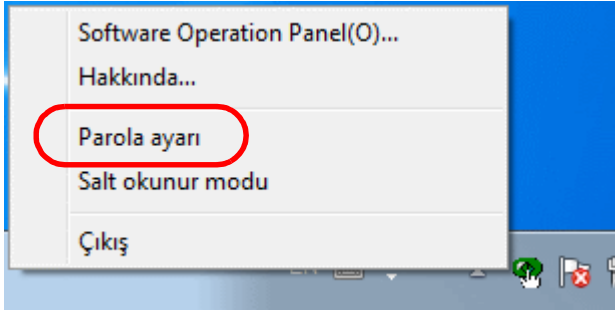 Software Operation Panel(O)...
Hakkında...
Parola ayarı
Salt okunur modu
Çıkış